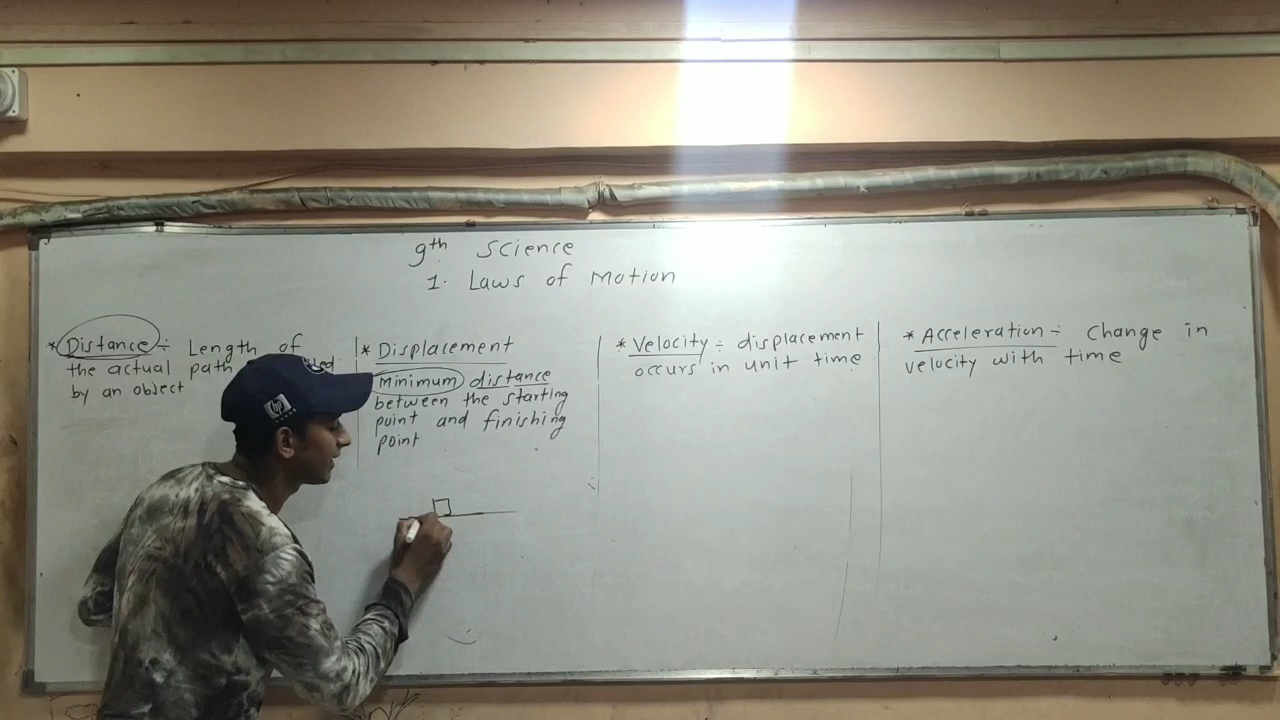 9th Science
1. Laws of Motion
* Distance ÷ Length of
the actual path
by an object
* Displacement
Minimum distance
between the starting
point and finishing
point
* Velocity ÷ displacement
occurs in unit time
* Acceleration ÷ Change in
velocity with time
hp